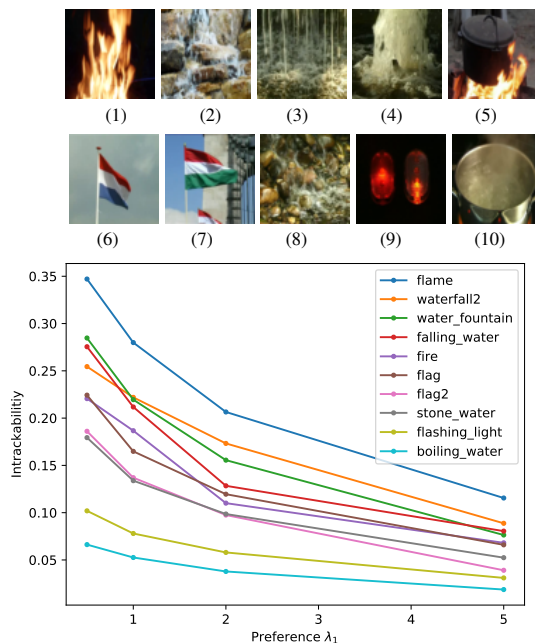 (1) (2) (3) (4) (5)
(6) (7) (8) (9) (10)
0.35
0.30
0.25
0.20
0.15
0.10
0.05
Intrackabilitiy
flame
waterfall2
water_fountain
falling_water
fire
flag
flag2
stone_water
flashing_light
boiling_water
1 2 3 4 5
Preference λ₁